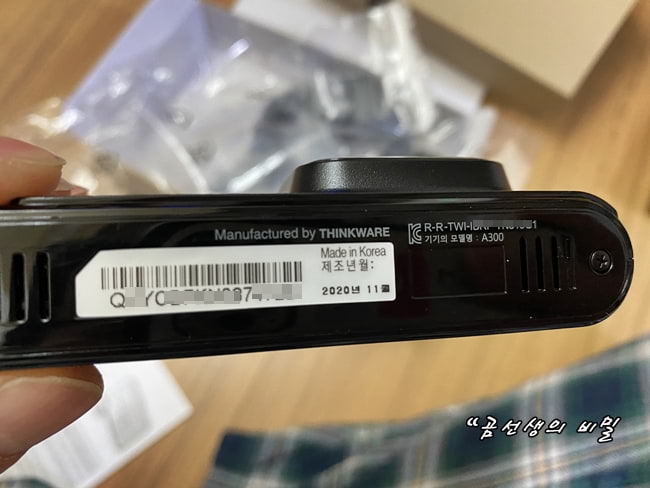 Manufactured by THINKWARE
기기의 모델명 : A300
Made in Korea
제조년월:
2020년 11월
“곰선생의 비밀